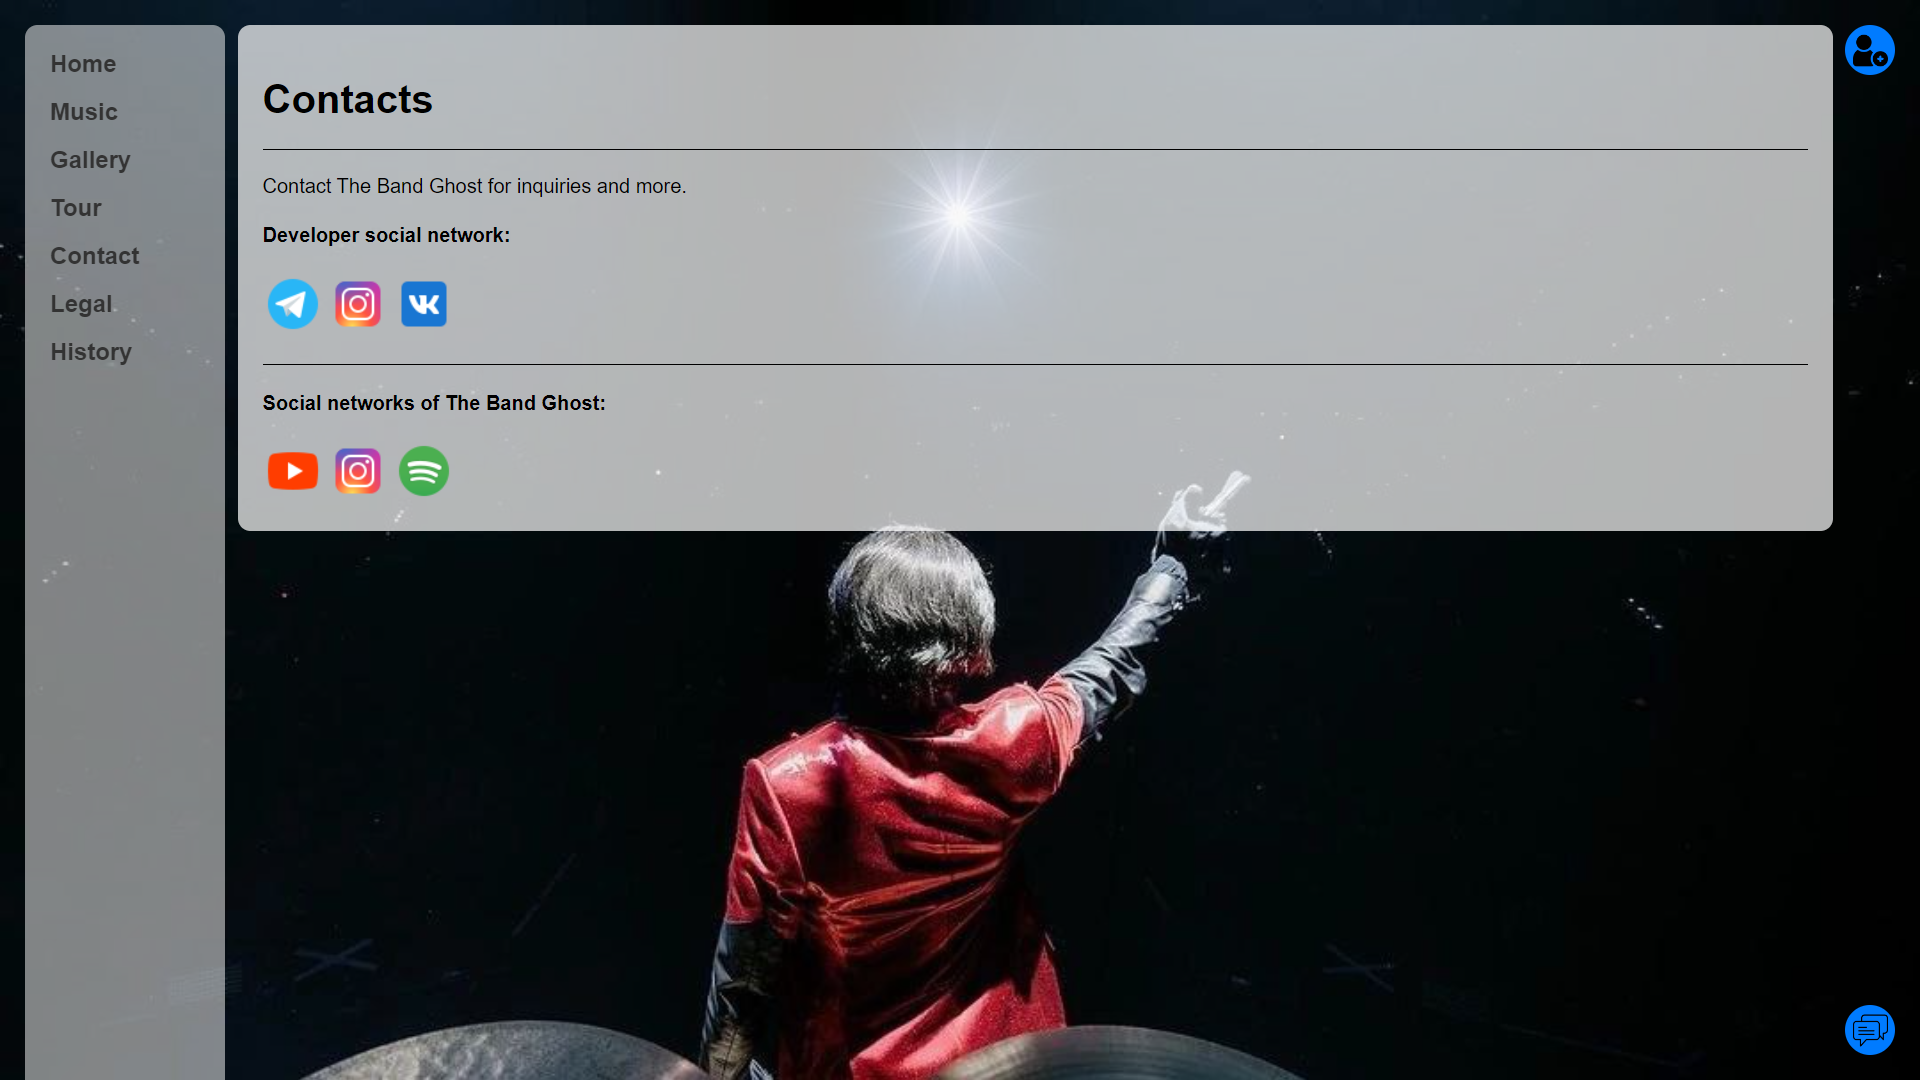 Home
Music
Gallery
Tour
Contact
Legal
History
Contacts
Contact The Band Ghost for inquiries and more.
Developer social network:
Social networks of The Band Ghost: